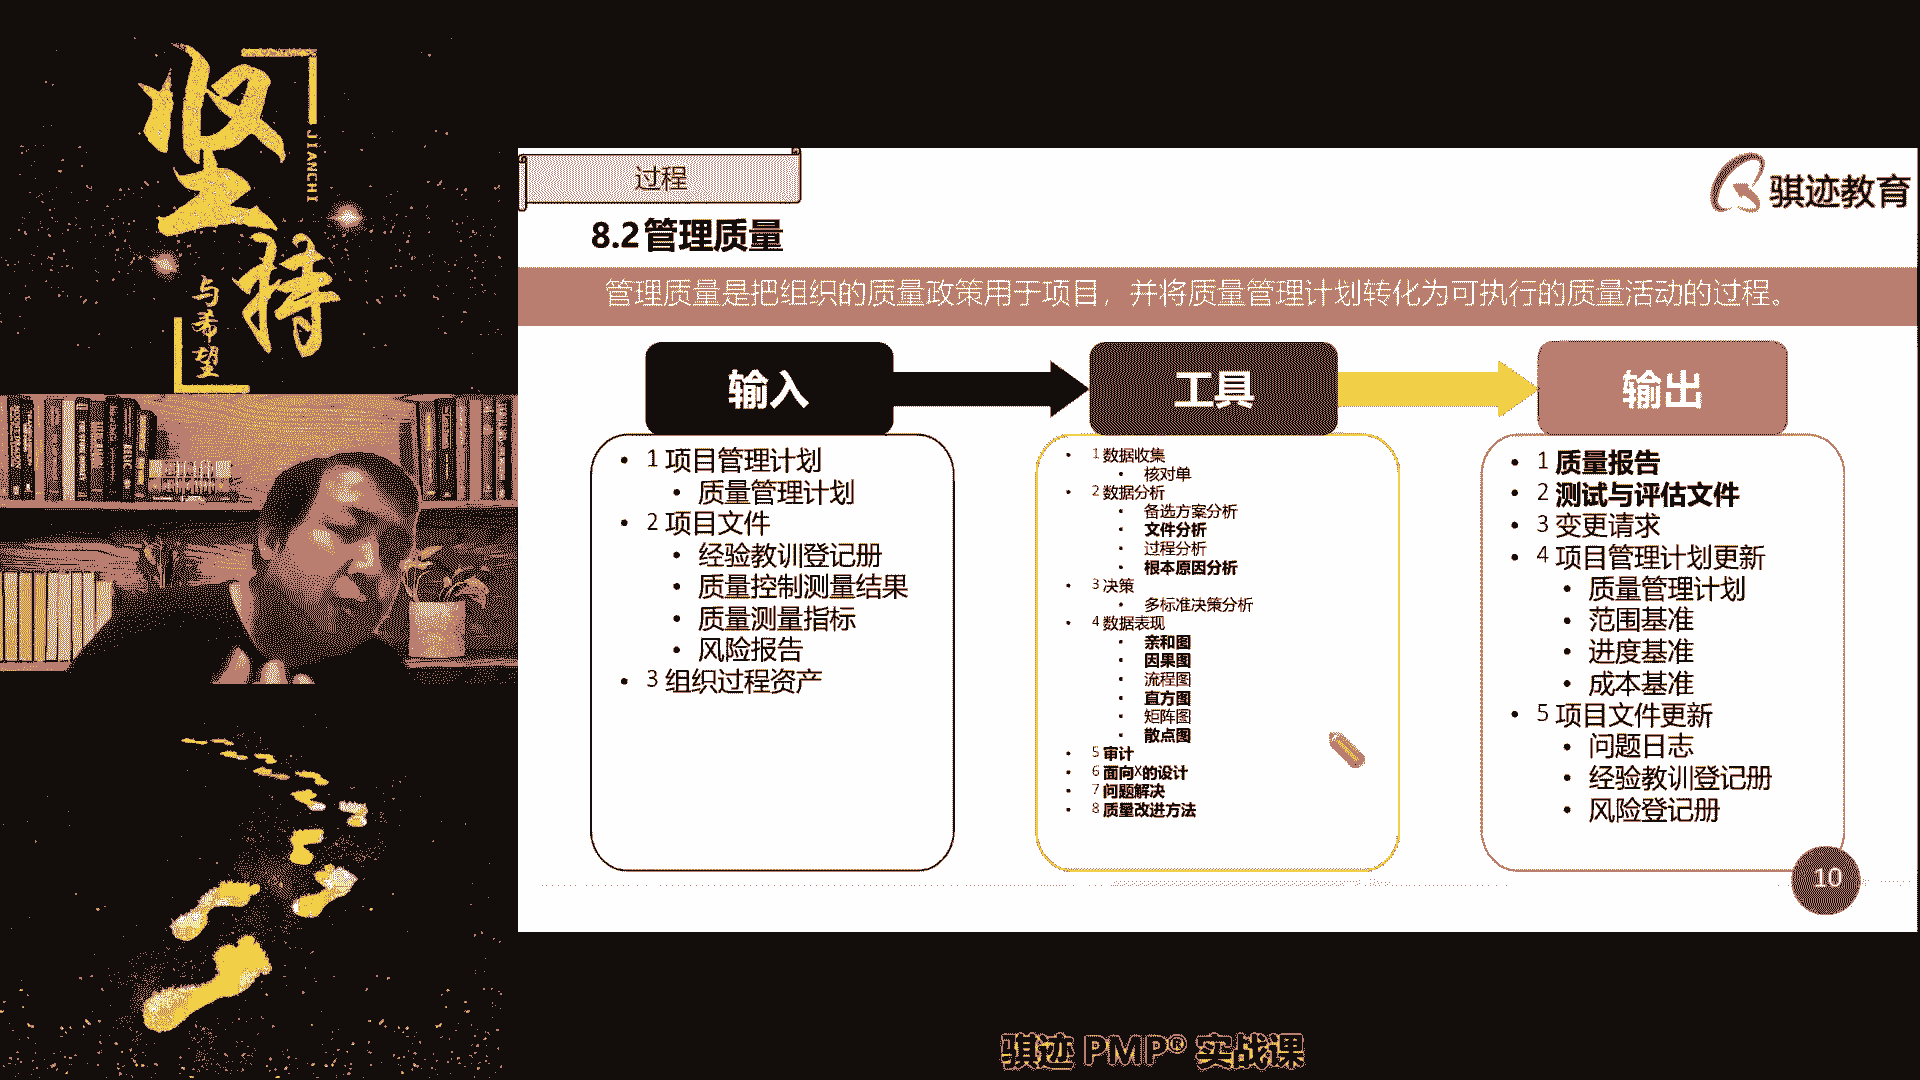 坚持
JIANCHI
与希望
过程
骐迹教育
8.2管理质量
管理质量是把组织的质量政策用于项目，并将质量管理计划转化为可执行的质量活动的过程。
输入
• 1 项目管理计划
• 质量管理计划
• 2 项目文件
• 经验教训登记册
• 质量控制测量结果
• 质量测量指标
• 风险报告
• 3 组织过程资产
工具
• 1 数据收集
• 核对单
• 2 数据分析
• 备选方案分析
• 文件分析
• 过程分析
• 根本原因分析
• 3 决策
• 多标准决策分析
• 4 数据表现
• 亲和图
• 因果图
• 流程图
• 直方图
• 矩阵图
• 散点图
• 5 审计
• 6 面向X的设计
• 7 问题解决
• 8 质量改进方法
输出
• 1 质量报告
• 2 测试与评估文件
• 3 变更请求
• 4 项目管理计划更新
• 质量管理计划
• 范围基准
• 进度基准
• 成本基准
• 5 项目文件更新
• 问题日志
• 经验教训登记册
• 风险登记册
10
骐迹 PMP® 实战课